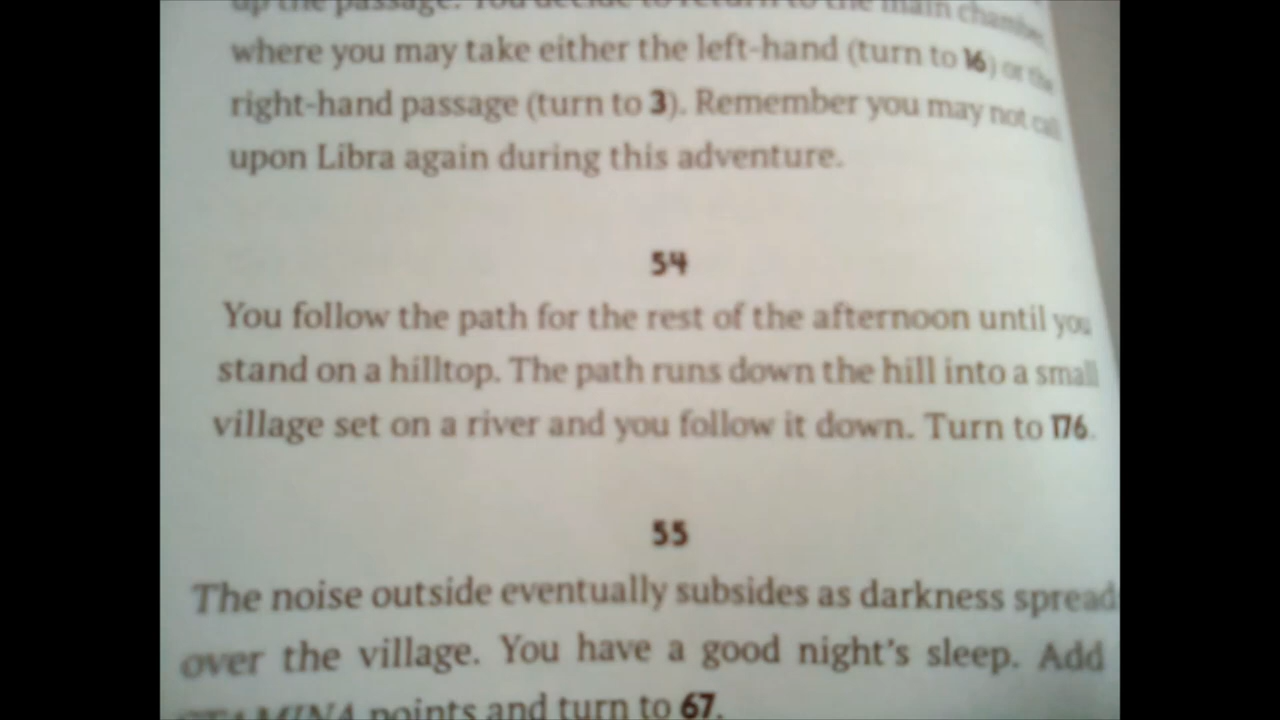 up the passage. You decide to return to the main chamber,
where you may take either the left-hand (turn to 16) or the
right-hand passage (turn to 3). Remember you may not call
upon Libra again during this adventure.
54
You follow the path for the rest of the afternoon until you
stand on a hilltop. The path runs down the hill into a small
village set on a river and you follow it down. Turn to 176.
55
The noise outside eventually subsides as darkness spread
over the village. You have a good night's sleep. Add
STAMINA points and turn to 67.